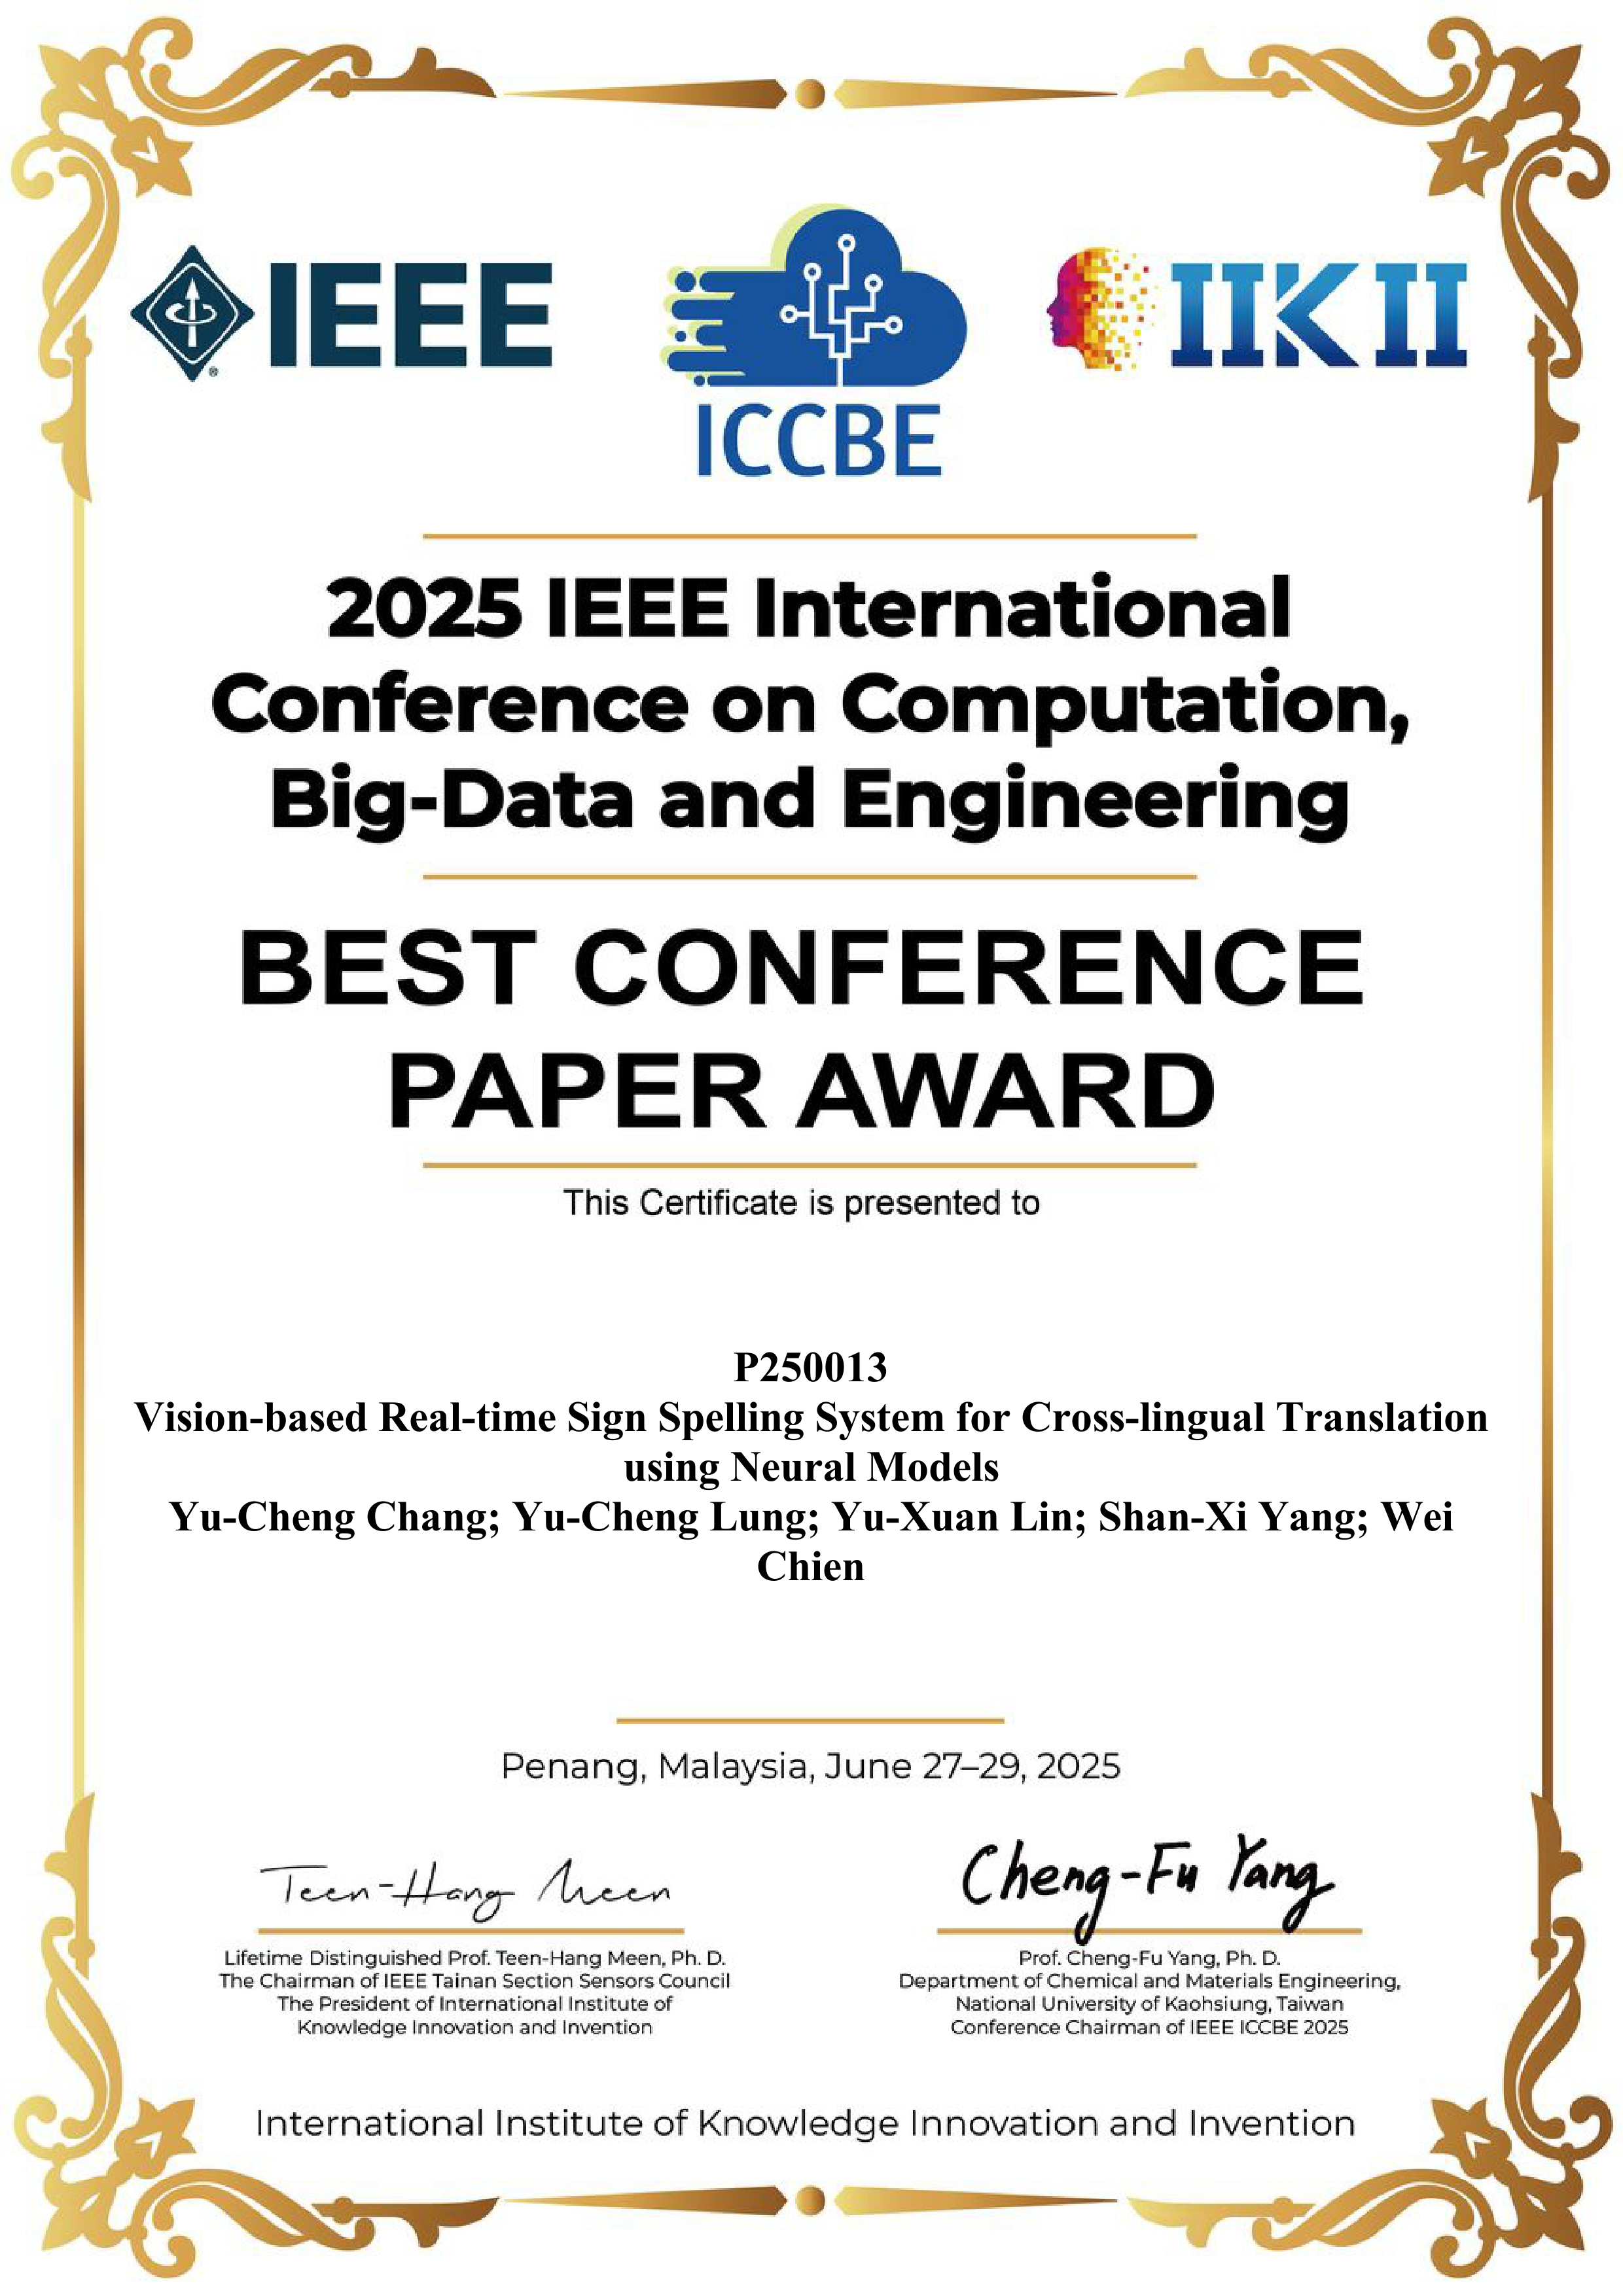 IEEE
ICCBE
IIKII
2025 IEEE International
Conference on Computation,
Big-Data and Engineering
BEST CONFERENCE
PAPER AWARD
This Certificate is presented to
P250013
Vision-based Real-time Sign Spelling System for Cross-lingual Translation
using Neural Models
Yu-Cheng Chang; Yu-Cheng Lung; Yu-Xuan Lin; Shan-Xi Yang; Wei
Chien
Penang, Malaysia, June 27–29, 2025
Teen-Hang Meen
Lifetime Distinguished Prof. Teen-Hang Meen, Ph. D.
The Chairman of IEEE Tainan Section Sensors Council
The President of International Institute of
Knowledge Innovation and Invention
Cheng-Fu Yang
Prof. Cheng-Fu Yang, Ph. D.
Department of Chemical and Materials Engineering,
National University of Kaohsiung, Taiwan
Conference Chairman of IEEE ICCBE 2025
International Institute of Knowledge Innovation and Invention